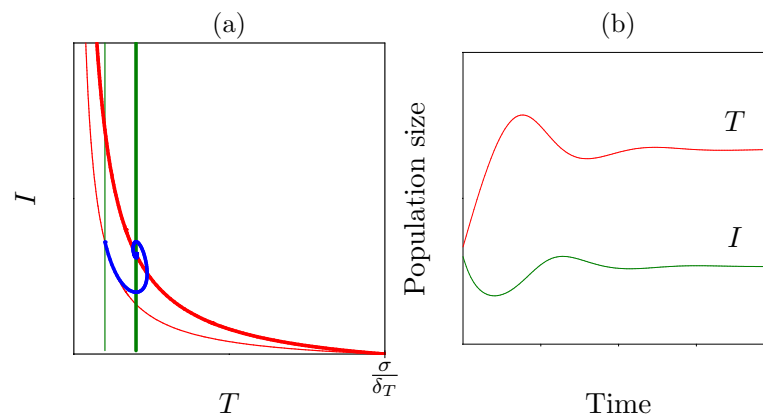 (a)
I
T
σ/δ_T
(b)
Population size
T
I
Time